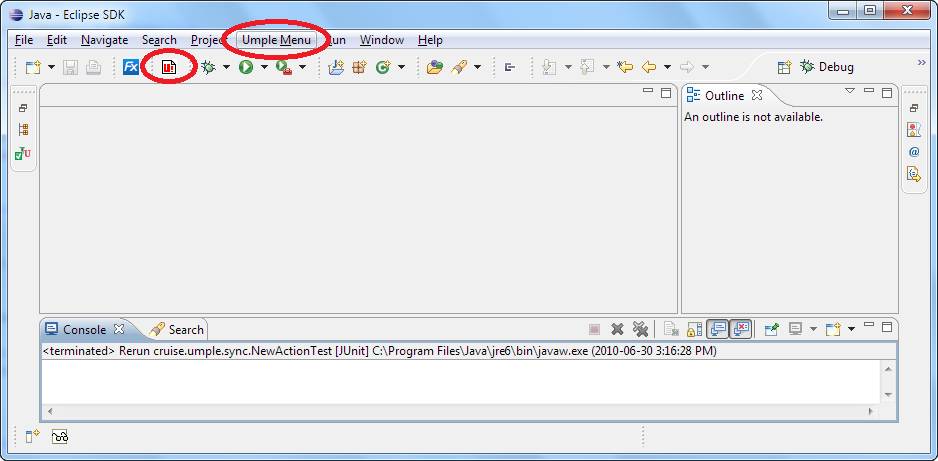 Java - Eclipse SDK
File Edit Navigate Search Project Umple Menu Run Window Help
FX Debug »
Outline
An outline is not available.
JU
@
Console Search
<terminated> Rerun cruise.umple.sync.NewActionTest [JUnit] C:\Program Files\Java\jre6\bin\javaw.exe (2010-06-30 3:16:28 PM)